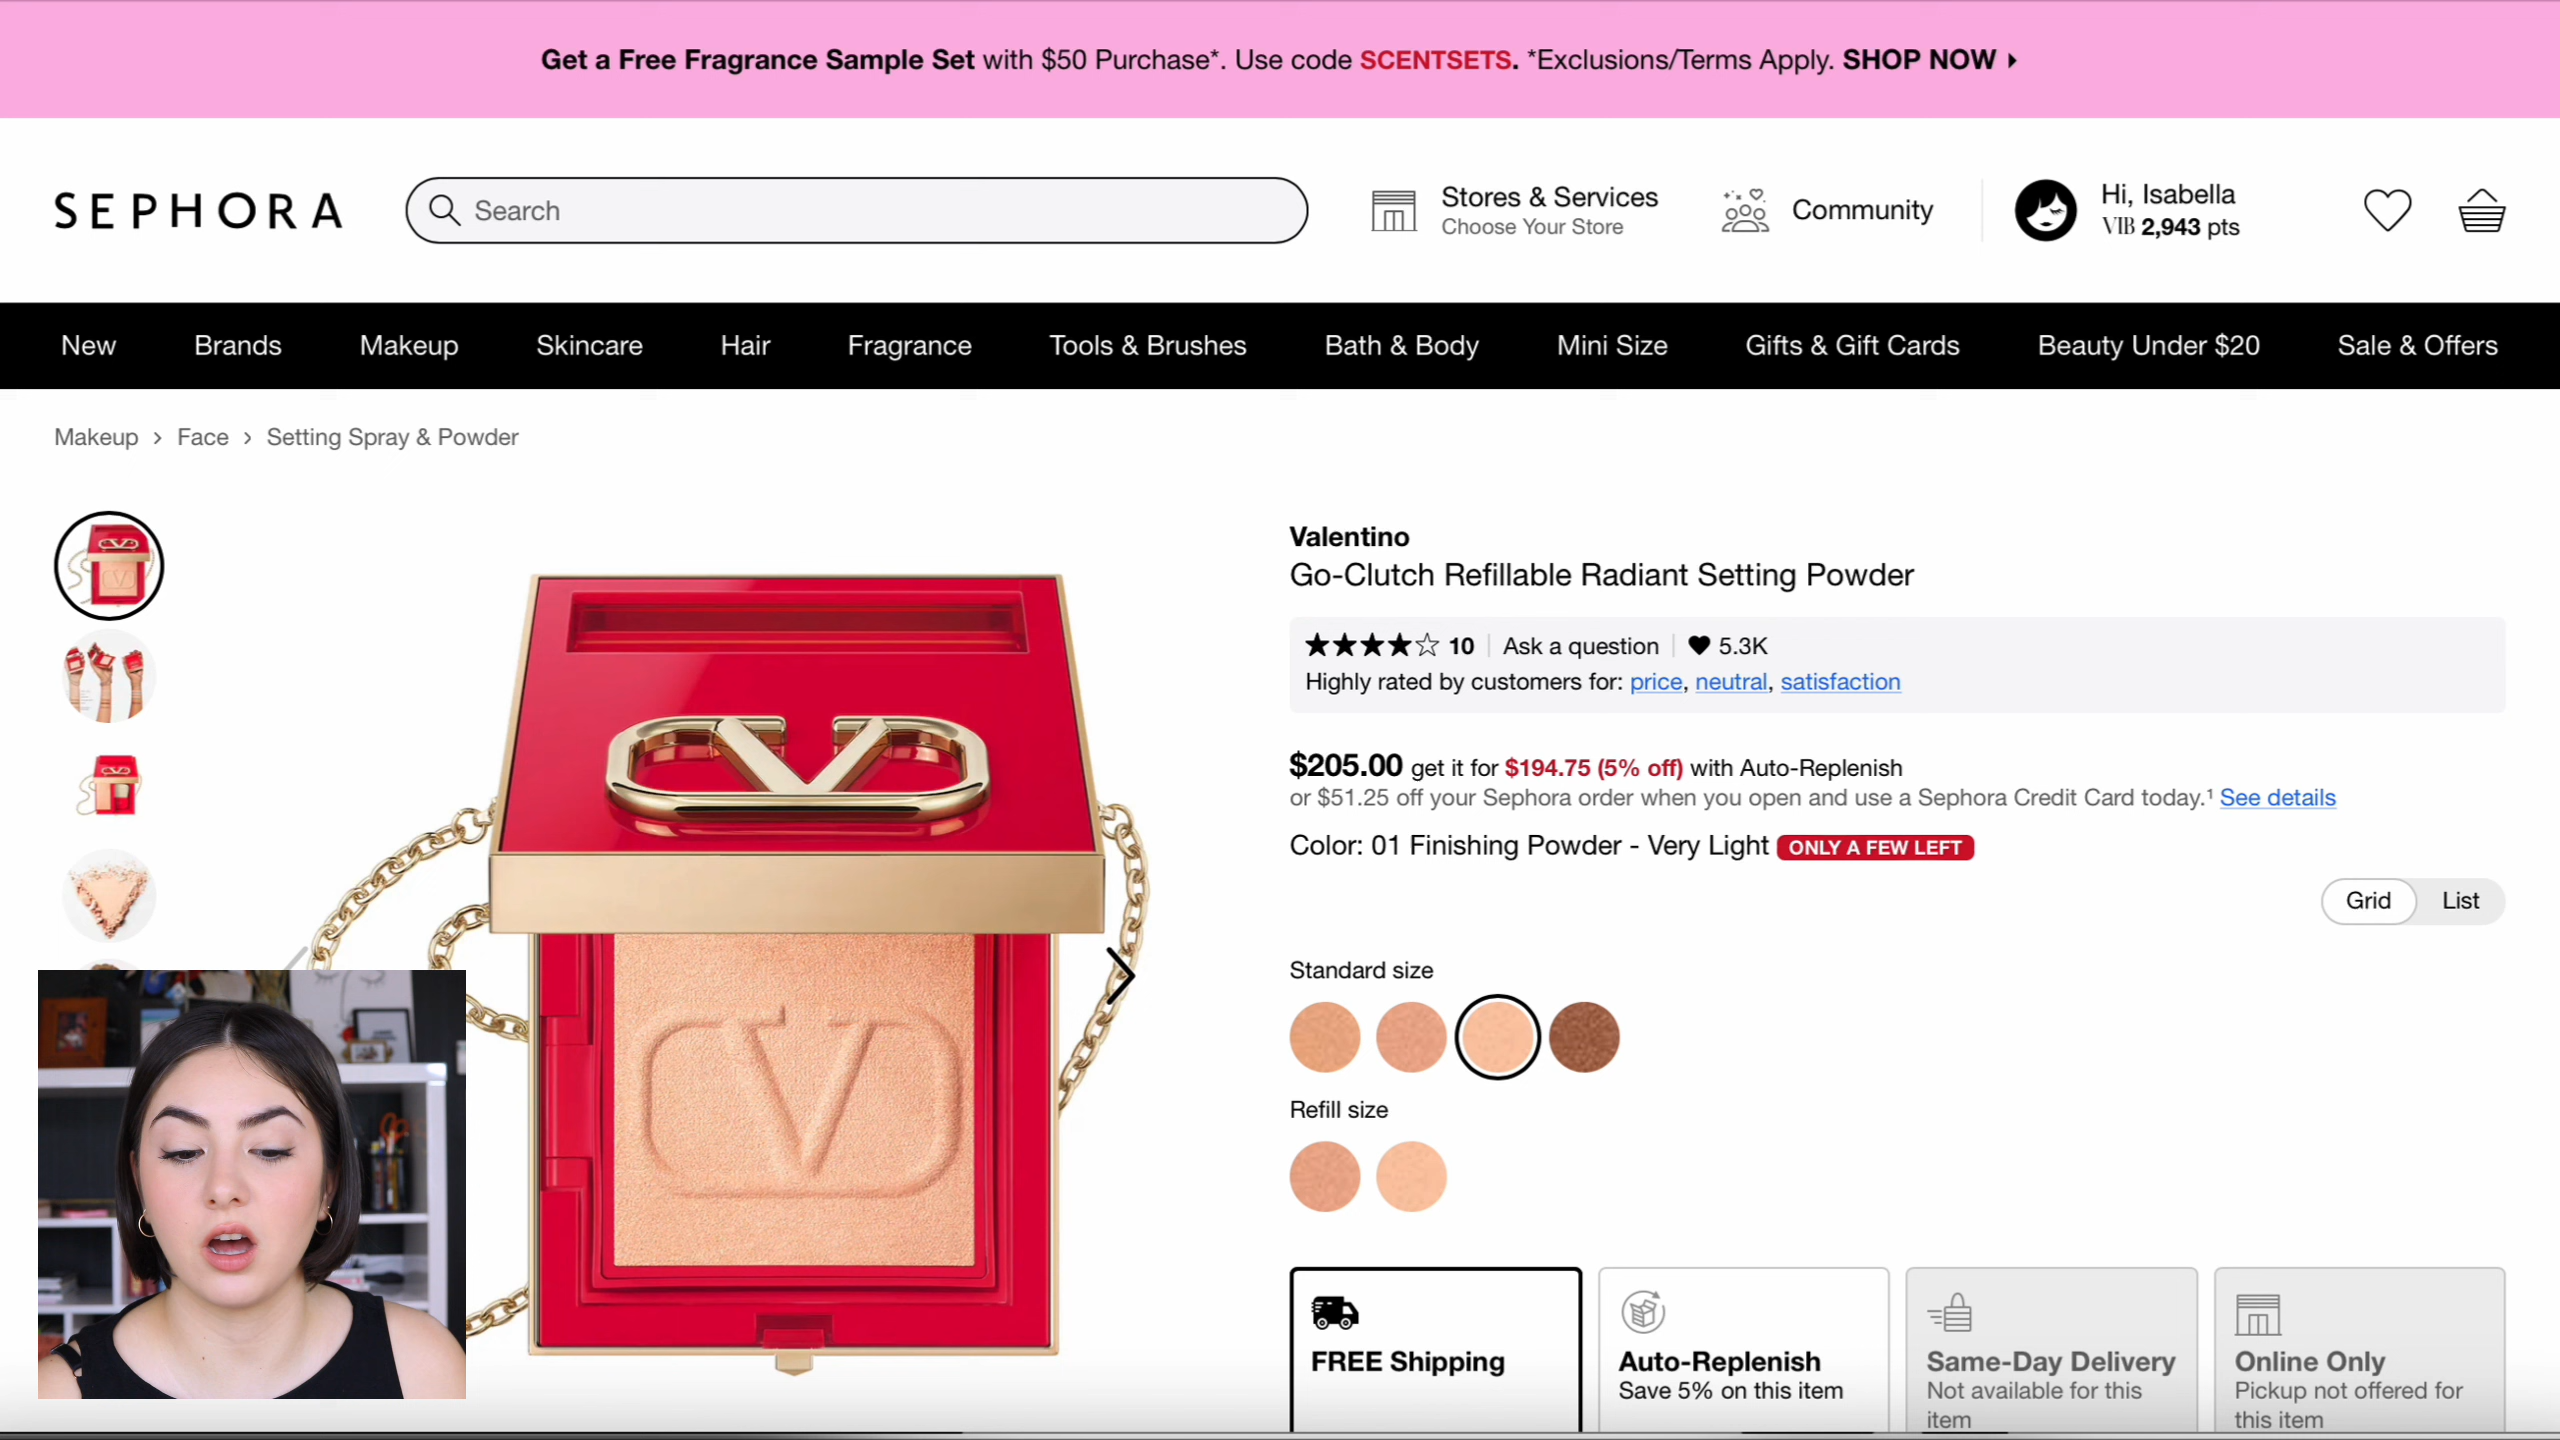 Get a Free Fragrance Sample Set with $50 Purchase*. Use code SCENTSETS. *Exclusions/Terms Apply. SHOP NOW
SEPHORA
Search
Stores & Services
Choose Your Store
Community
Hi, Isabella
VIB 2,943 pts
New
Brands
Makeup
Skincare
Hair
Fragrance
Tools & Brushes
Bath & Body
Mini Size
Gifts & Gift Cards
Beauty Under $20
Sale & Offers
Makeup > Face > Setting Spray & Powder
Valentino
Go-Clutch Refillable Radiant Setting Powder
10 | Ask a question | 5.3K
Highly rated by customers for: price, neutral, satisfaction
$205.00 get it for $194.75 (5% off) with Auto-Replenish
or $51.25 off your Sephora order when you open and use a Sephora Credit Card today.¹ See details
Color: 01 Finishing Powder - Very Light ONLY A FEW LEFT
Grid
List
Standard size
Refill size
FREE Shipping
Auto-Replenish
Save 5% on this item
Same-Day Delivery
Not available for this
item
Online Only
Pickup not offered for
this item